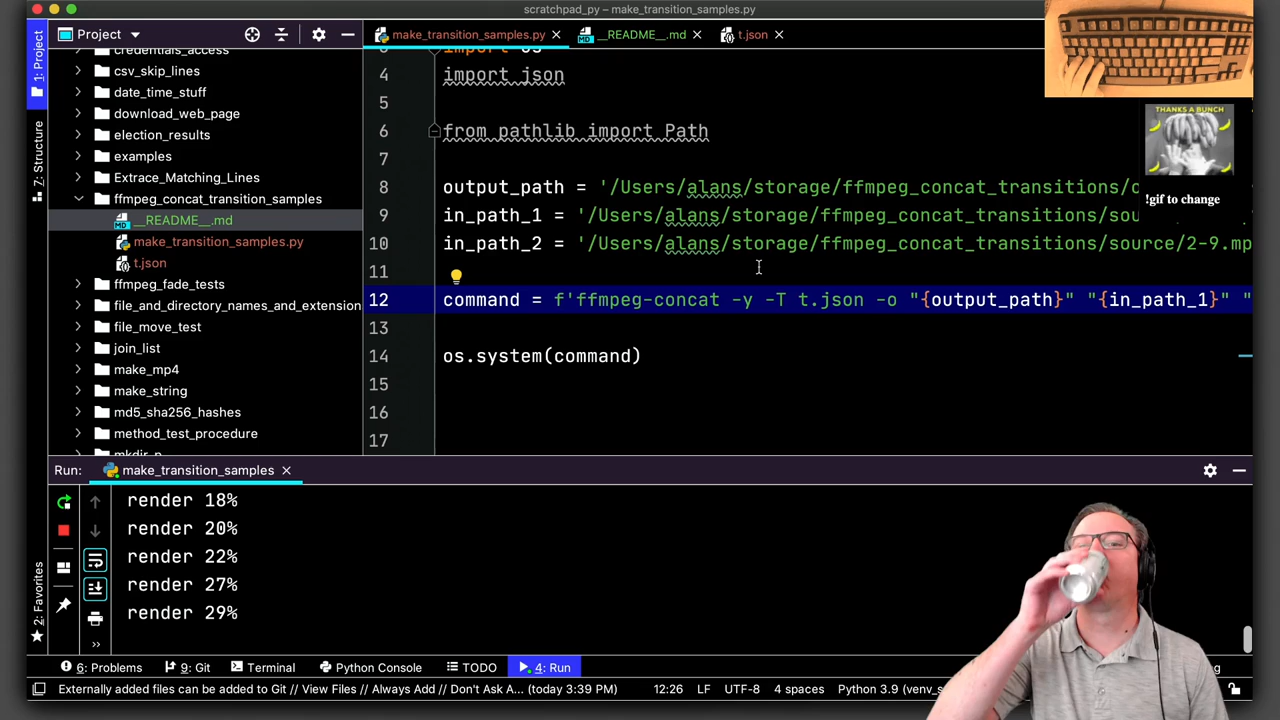 scratchpad_py – make_transition_samples.py
Project
make_transition_samples.py
__README__.md
t.json
1: Project
7: Structure
2: Favorites
credentials_access
csv_skip_lines
date_time_stuff
download_web_page
election_results
examples
Extrace_Matching_Lines
ffmpeg_concat_transition_samples
__README__.md
make_transition_samples.py
t.json
ffmpeg_fade_tests
file_and_directory_names_and_extension
file_move_test
join_list
make_mp4
make_string
md5_sha256_hashes
method_test_procedure
mkdir_p
3 import os
4 import json
5
6 from pathlib import Path
7
8 output_path = '/Users/alans/storage/ffmpeg_concat_transitions/o
9 in_path_1 = '/Users/alans/storage/ffmpeg_concat_transitions/sou
10 in_path_2 = '/Users/alans/storage/ffmpeg_concat_transitions/source/2-9.mp
11
12 command = f'ffmpeg-concat -y -T t.json -o "{output_path}" "{in_path_1}" "
13
14 os.system(command)
15
16
17
THANKS A BUNCH
!gif to change
Run: make_transition_samples
render 18%
render 20%
render 22%
render 27%
render 29%
6: Problems
9: Git
Terminal
Python Console
TODO
4: Run
Externally added files can be added to Git // View Files // Always Add // Don't Ask A... (today 3:39 PM)
12:26 LF UTF-8 4 spaces Python 3.9 (venv_s